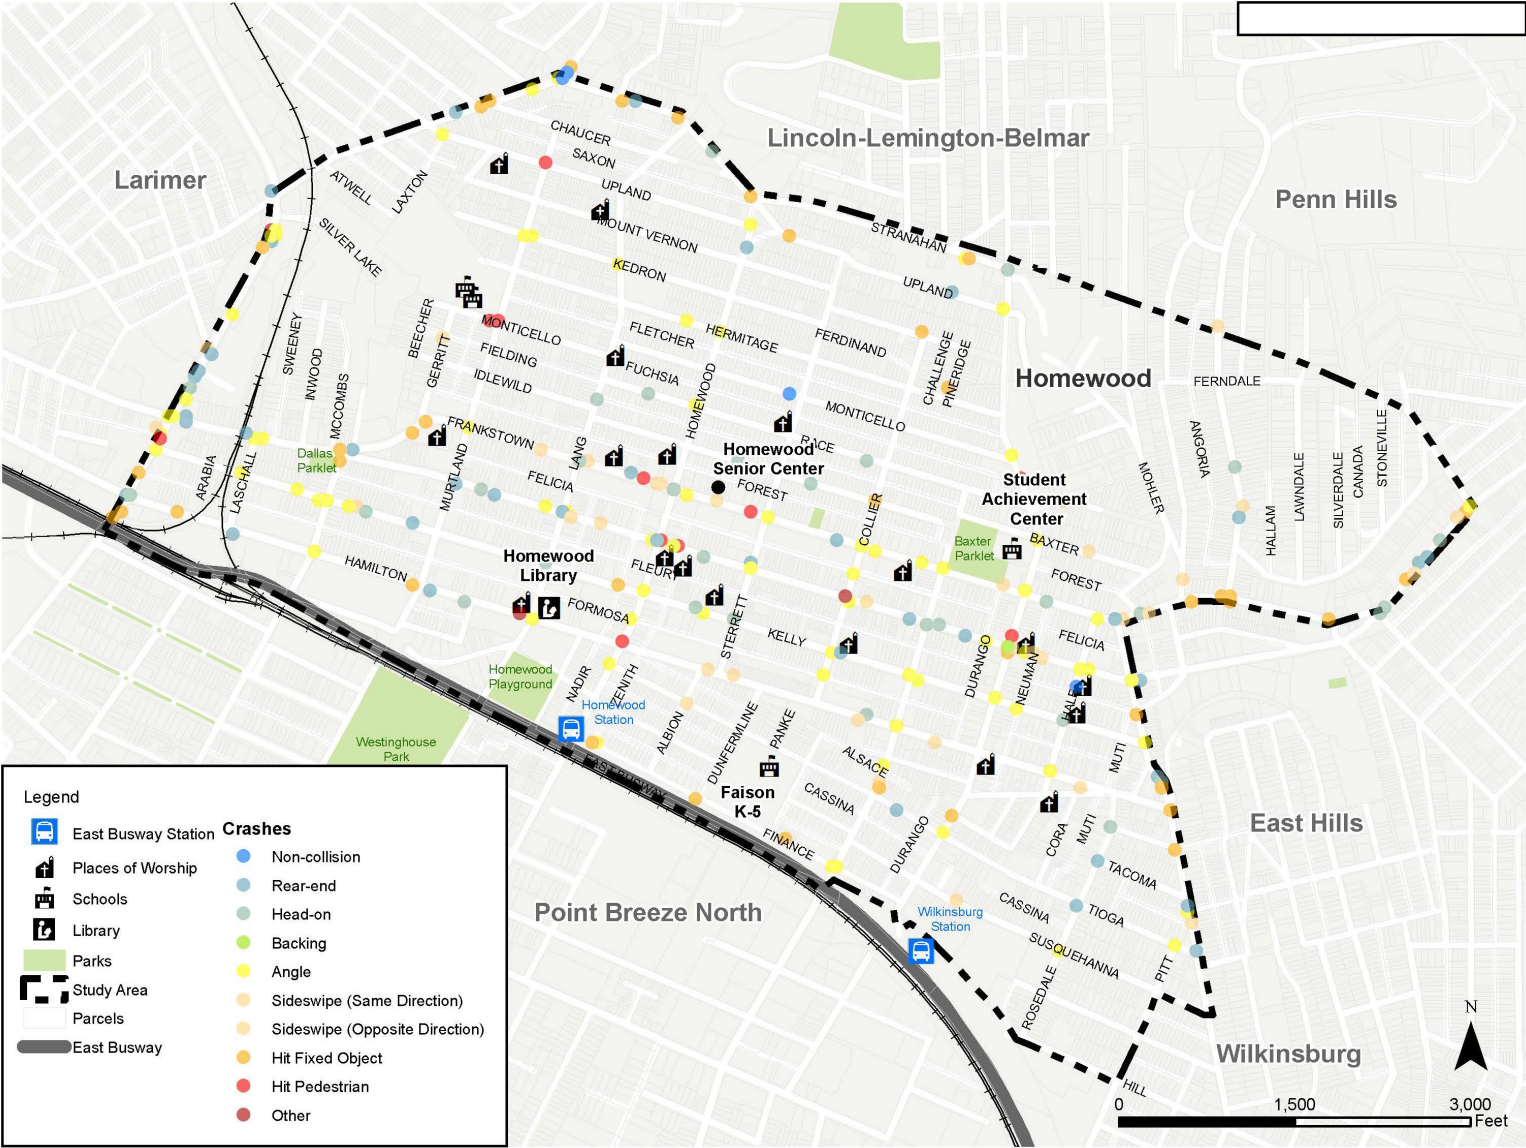 CHAUCER
SAXON
Lincoln-Lemington-Belmar
Larimer
ATWELL
LAXTON
UPLAND
Penn Hills
MOUNT VERNON
STRANAHAN
SILVER LAKE
KEDRON
UPLAND
SWEENEY
INWOOD
MCCOMBS
BEECHER
GERRITT
MONTICELLO
FIELDING
IDLEWILD
FLETCHER
HERMITAGE
FERDINAND
FUCHSIA
HOMEWOOD
CHALLENGE
PINERIDGE
Homewood
FERNDALE
MONTICELLO
RACE
FRANKSTOWN
MURTLAND
LANG
FELICIA
Homewood
Senior Center
FOREST
COLLIER
Student
Achievement
Center
MOHLER
ANGORIA
HALLAM
LAWNDALE
SILVERDALE
CANADA
STONEVILLE
Dallas
Parklet
ARABIA
LASCHALL
Baxter
Parklet
BAXTER
FOREST
HAMILTON
Homewood
Library
FLEURY
FORMOSA
STERRETT
KELLY
FELICIA
DURANGO
NEUMAN
HALE
Homewood
Playground
NADIR
ZENITH
Homewood
Station
ALBION
DUNFERMLINE
PANKE
Westinghouse
Park
EAST BUSWAY
ALSACE
MUTI
Faison
K-5
CASSINA
FINANCE
DURANGO
CORA
MUTI
East Hills
TACOMA
Point Breeze North
CASSINA
TIOGA
Wilkinsburg
Station
SUSQUEHANNA
ROSEDALE
PITT
Wilkinsburg
HILL
N
0
1,500
3,000
Feet
Legend
East Busway Station
Places of Worship
Schools
Library
Parks
Study Area
Parcels
East Busway
Crashes
Non-collision
Rear-end
Head-on
Backing
Angle
Sideswipe (Same Direction)
Sideswipe (Opposite Direction)
Hit Fixed Object
Hit Pedestrian
Other